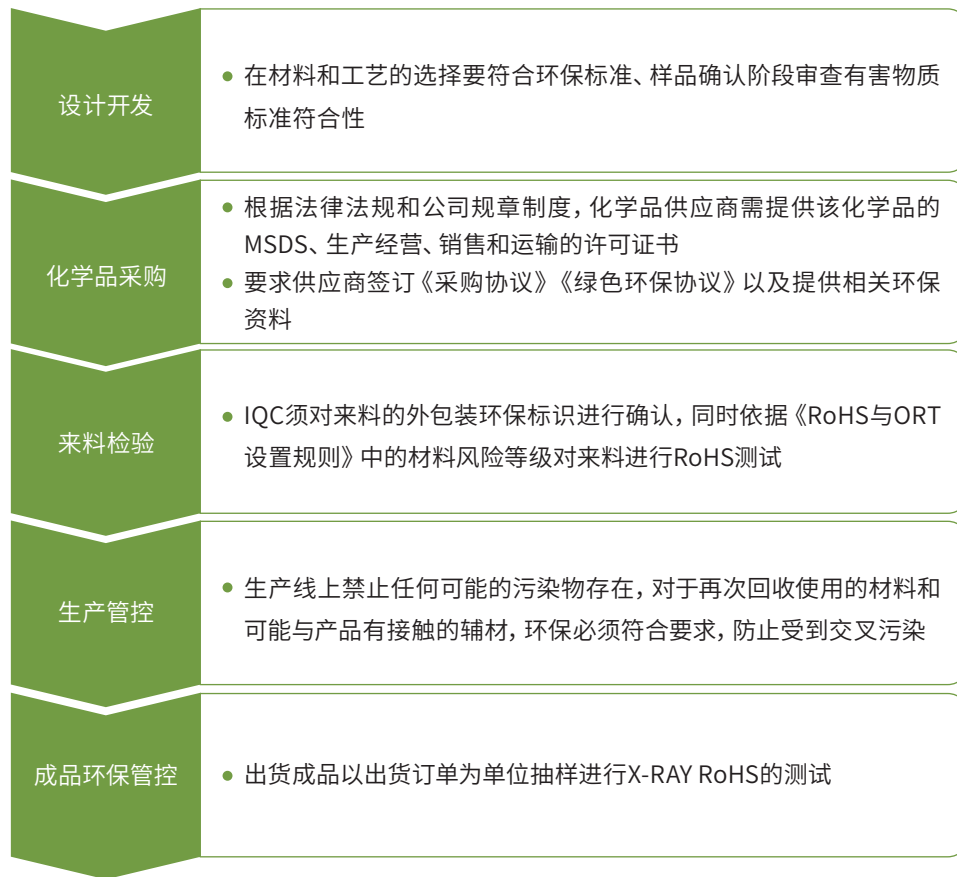 设计开发
• 在材料和工艺的选择要符合环保标准、样品确认阶段审查有害物质
标准符合性
化学品采购
• 根据法律法规和公司规章制度，化学品供应商需提供该化学品的
MSDS、生产经营、销售和运输的许可证书
• 要求供应商签订《采购协议》《绿色环保协议》以及提供相关环保
资料
来料检验
• IQC须对来料的外包装环保标识进行确认，同时依据《RoHS与ORT
设置规则》中的材料风险等级对来料进行RoHS测试
生产管控
• 生产线上禁止任何可能的污染物存在，对于再次回收使用的材料和
可能与产品有接触的辅材，环保必须符合要求，防止受到交叉污染
成品环保管控
• 出货成品以出货订单为单位抽样进行X-RAY RoHS的测试